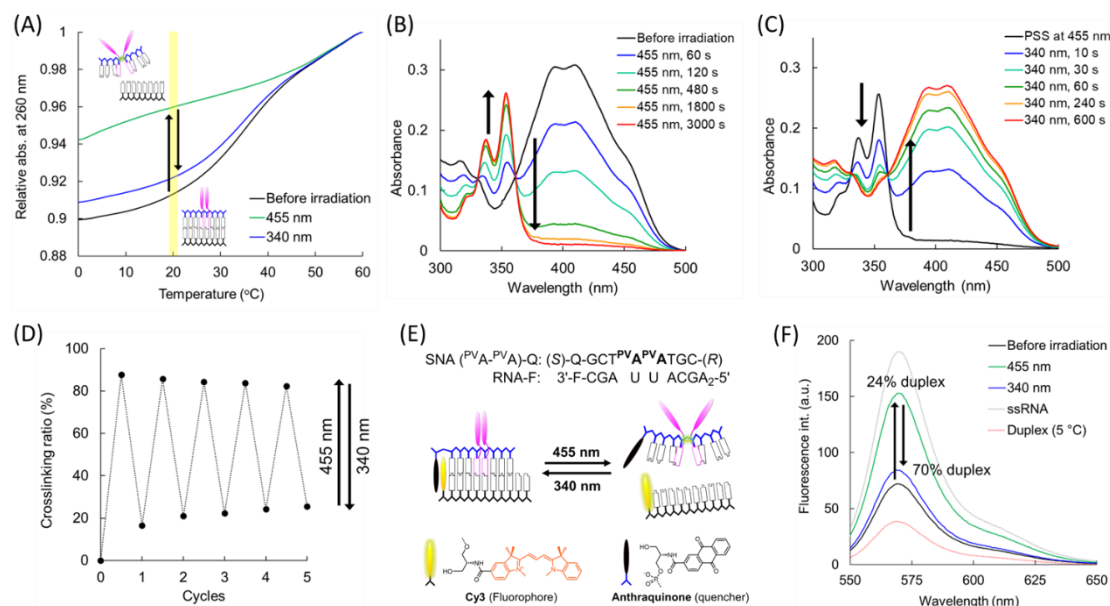 (A)
Relative abs. at 260 nm
1
0.96
0.92
0.9
0.88
0 10 20 30 40 50 60
Temperature (°C)
Before irradiation
455 nm
340 nm
(B)
Absorbance
0.3
0.2
0.1
0
300 350 400 450 500
Wavelength (nm)
Before irradiation
455 nm, 60 s
455 nm, 120 s
455 nm, 480 s
455 nm, 1800 s
455 nm, 3000 s
(C)
Absorbance
0.3
0.2
0.1
0
300 350 400 450 500
Wavelength (nm)
PSS at 455 nm
340 nm, 10 s
340 nm, 30 s
340 nm, 60 s
340 nm, 240 s
340 nm, 600 s
(D)
Crosslinking ratio (%)
100
80
60
40
20
0
0 1 2 3 4 5
Cycles
455 nm
340 nm
(E)
SNA (PVA-PVA)-Q: (S)-Q-GCTPVAPVATGC-(R)
RNA-F: 3'-F-CGA U U ACGA2-5'
455 nm
340 nm
Cy3 (Fluorophore)
Anthraquinone (quencher)
(F)
Fluorescence int. (a.u.)
200
150
100
50
0
550 575 600 625 650
Wavelength (nm)
Before irradiation
455 nm
340 nm
ssRNA
Duplex (5 °C)
24% duplex
70% duplex